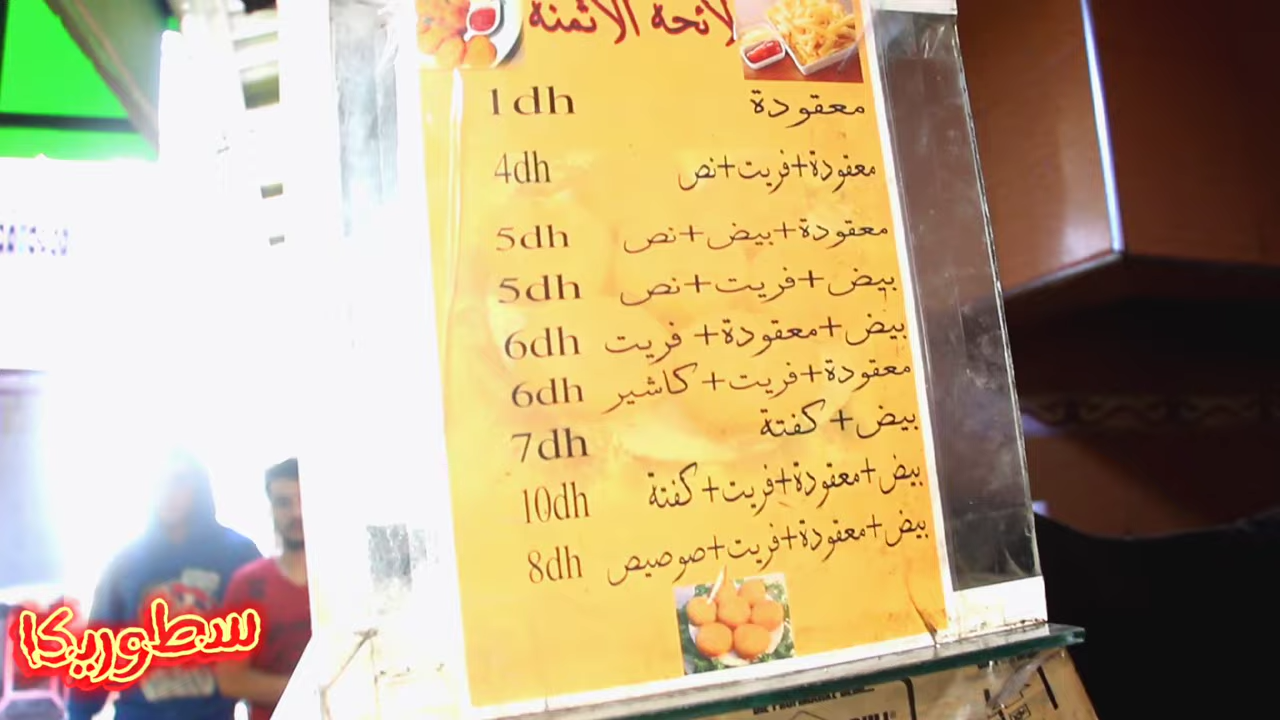 لائحة الأثمنة
معقودة 1dh
معقودة+فريت+نص 4dh
معقودة+بيض+نص 5dh
بيض+فريت+نص 5dh
بيض+معقودة+ فريت 6dh
معقودة+فريت+ كاشير 6dh
بيض+ كفتة 7dh
بيض+معقودة+فريت+كفتة 10dh
بيض+معقودة+فريت+صوصيص 8dh
سطوريكا